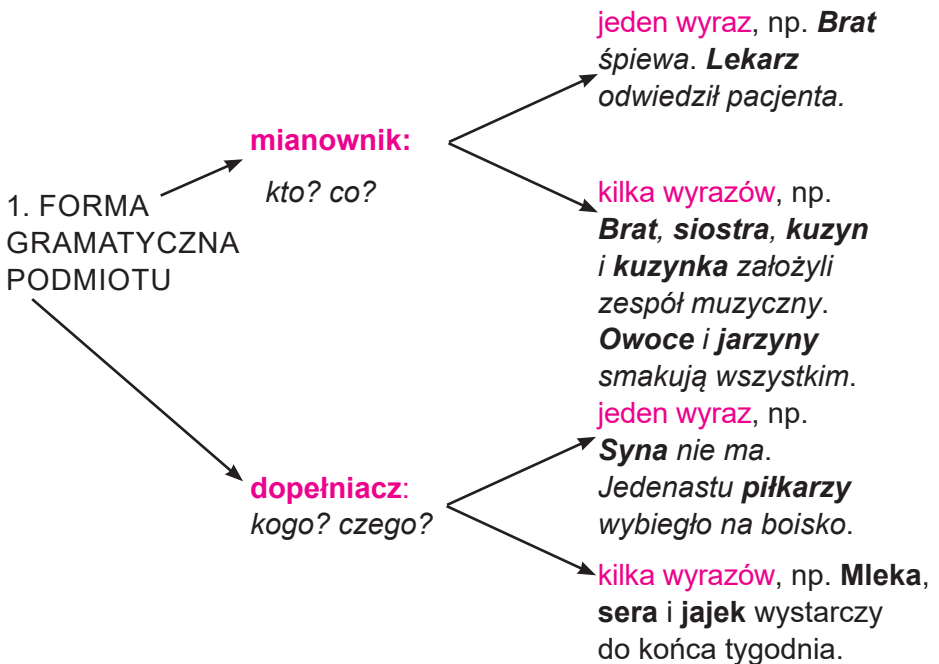 1. FORMA
GRAMATYCZNA
PODMIOTU
mianownik:
kto? co?
jeden wyraz, np. Brat
śpiewa. Lekarz
odwiedził pacjenta.
kilka wyrazów, np.
Brat, siostra, kuzyn
i kuzynka założyli
zespół muzyczny.
Owoce i jarzyny
smakują wszystkim.
dopełniacz:
kogo? czego?
jeden wyraz, np.
Syna nie ma.
Jedenastu piłkarzy
wybiegło na boisko.
kilka wyrazów, np. Mleka,
sera i jajek wystarczy
do końca tygodnia.